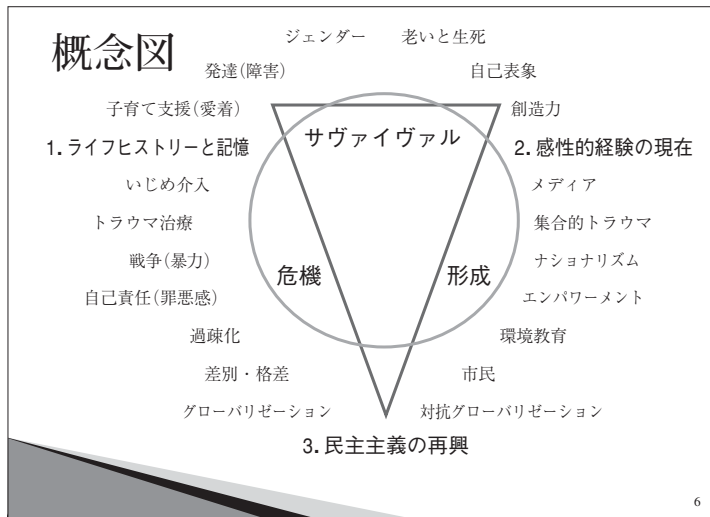 概念図
ジェンダー　老いと生死
発達(障害)　自己表象
子育て支援(愛着)　創造力
サヴァイヴァル
1. ライフヒストリーと記憶　2. 感性的経験の現在
いじめ介入　メディア
トラウマ治療　集合的トラウマ
戦争(暴力)　ナショナリズム
危機　形成
自己責任(罪悪感)　エンパワーメント
過疎化　環境教育
差別・格差　市民
グローバリゼーション　対抗グローバリゼーション
3. 民主主義の再興
6